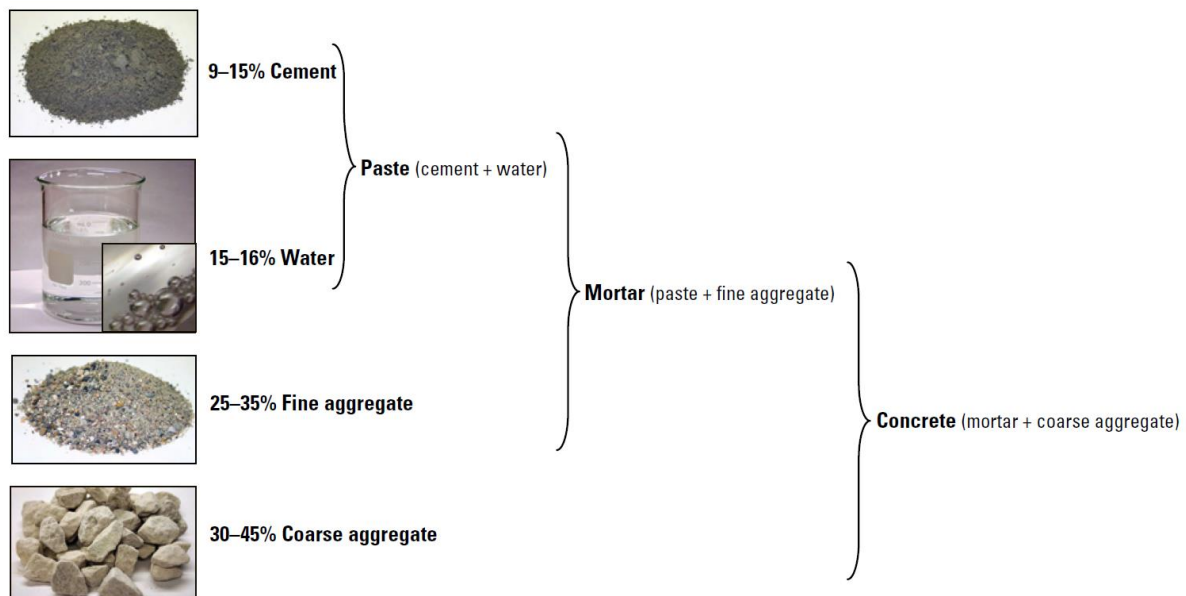 9–15% Cement
Paste (cement + water)
15–16% Water
Mortar (paste + fine aggregate)
25–35% Fine aggregate
Concrete (mortar + coarse aggregate)
30–45% Coarse aggregate